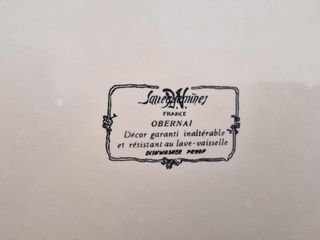 Sarreguemines
D.V.
FRANCE
OBERNAI
Décor garanti inaltérable
et résistant au lave-vaisselle
DISHWASHER PROOF